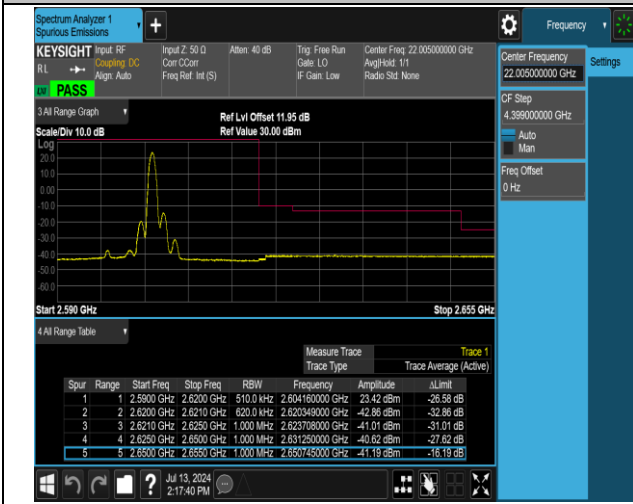 Spectrum Analyzer 1
Spurious Emissions
Frequency
KEYSIGHT Input: RF Input Z: 50 Ω Atten: 40 dB Trig: Free Run Center Freq: 22.005000000 GHz
RL Coupling: DC Corr CCorr Gate: LO Avg|Hold: 1/1
Align: Auto Freq Ref: Int (S) IF Gain: Low Radio Std: None
PASS
Center Frequency
22.005000000 GHz
Settings
CF Step
4.399000000 GHz
Auto
Man
Freq Offset
0 Hz
3 All Range Graph
Ref Lvl Offset 11.95 dB
Scale/Div 10.0 dB Ref Value 30.00 dBm
Log
20.0
10.0
0.00
-10.0
-20.0
-30.0
-40.0
-50.0
-60.0
Start 2.590 GHz Stop 2.655 GHz
4 All Range Table
Measure Trace Trace 1
Trace Type Trace Average (Active)
Spur Range Start Freq Stop Freq RBW Frequency Amplitude ΔLimit
1 1 2.5900 GHz 2.6200 GHz 510.0 kHz 2.604160000 GHz 23.42 dBm -26.58 dB
2 2 2.6200 GHz 2.6210 GHz 620.0 kHz 2.620349000 GHz -42.86 dBm -32.86 dB
3 3 2.6210 GHz 2.6250 GHz 1.000 MHz 2.623708000 GHz -41.01 dBm -31.01 dB
4 4 2.6250 GHz 2.6500 GHz 1.000 MHz 2.631250000 GHz -40.62 dBm -27.62 dB
5 5 2.6500 GHz 2.6550 GHz 1.000 MHz 2.650745000 GHz -41.19 dBm -16.19 dB
Jul 13, 2024
2:17:40 PM